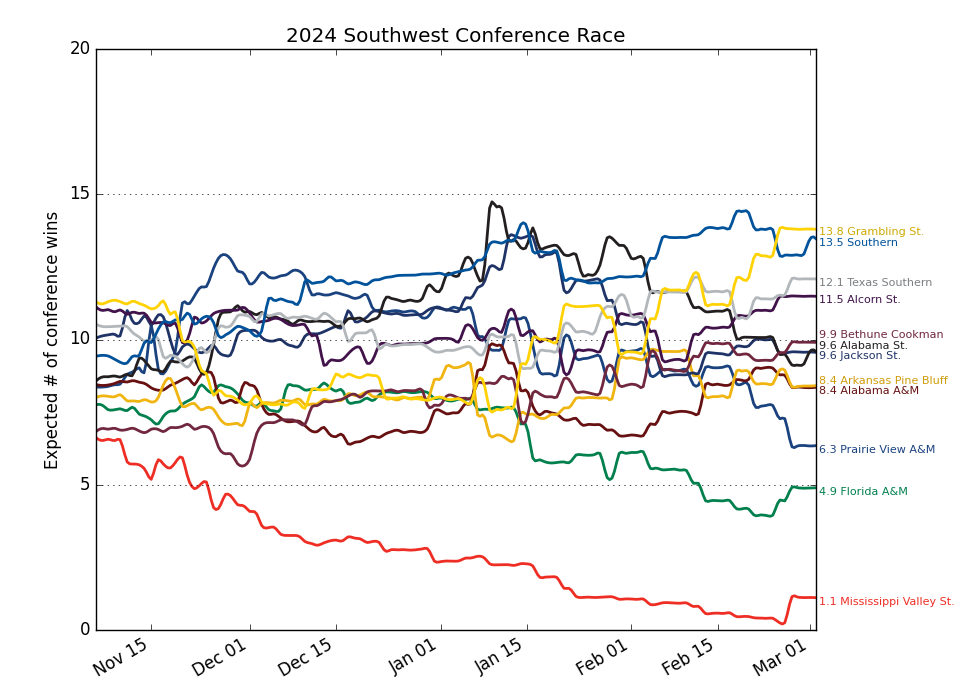 2024 Southwest Conference Race
Expected # of conference wins
20
15
10
5
0
13.8 Grambling St.
13.5 Southern
12.1 Texas Southern
11.5 Alcorn St.
9.9 Bethune Cookman
9.6 Alabama St.
9.6 Jackson St.
8.4 Arkansas Pine Bluff
8.4 Alabama A&M
6.3 Prairie View A&M
4.9 Florida A&M
1.1 Mississippi Valley St.
Nov 15
Dec 01
Dec 15
Jan 01
Jan 15
Feb 01
Feb 15
Mar 01